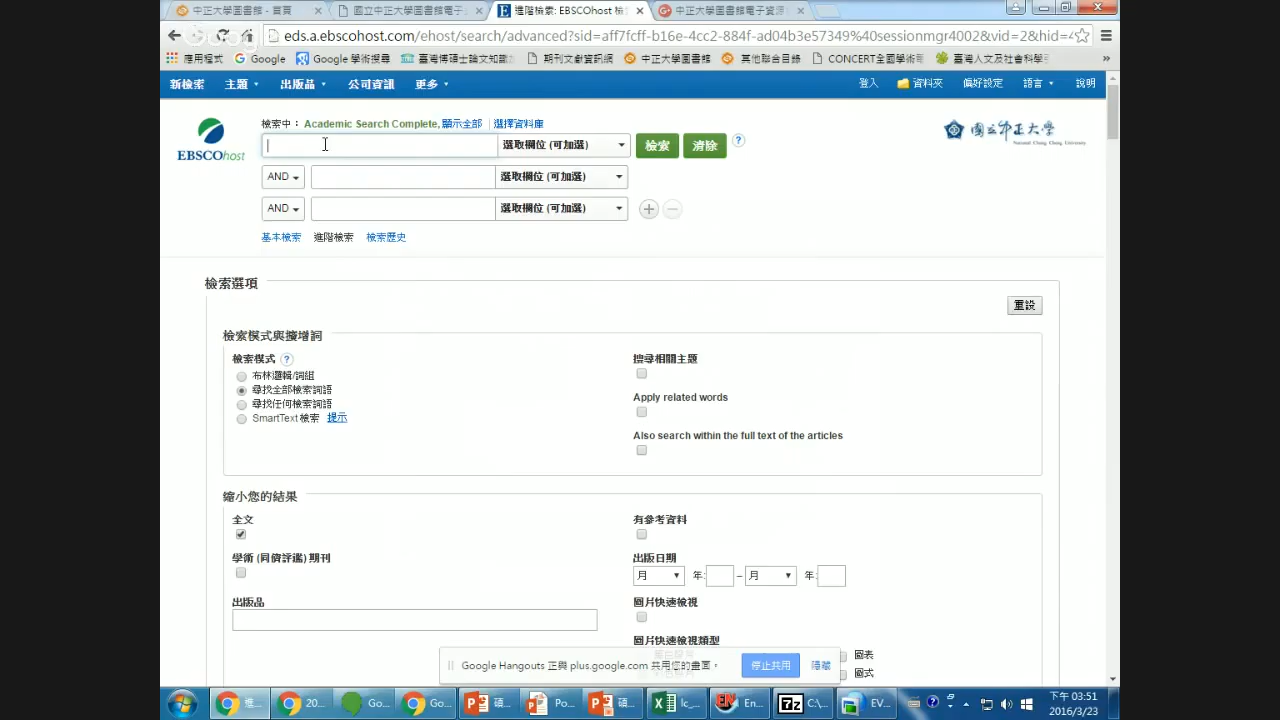 中正大學圖書館 - 首頁
國立中正大學圖書館電子
進階檢索: EBSCOhost 檢
中正大學圖書館電子資源
eds.a.ebscohost.com/ehost/search/advanced?sid=aff7fcff-b16e-4cc2-884f-ad04b3e57349%40sessionmgr4002&vid=2&hid=4
應用程式 Google Google 學術搜尋 臺灣博碩士論文知識 期刊文獻資訊網 中正大學圖書館 其他聯合目錄 CONCERT全國學術 臺灣人文及社會科學 »
新檢索 主題 出版品 公司資訊 更多 登入 資料夾 偏好設定 語言 說明
檢索中: Academic Search Complete, 顯示全部 | 選擇資料庫
EBSCOhost
選取欄位 (可加選) 檢索 清除 ?
國立中正大學
National Chung Cheng University
AND 選取欄位 (可加選)
AND 選取欄位 (可加選)
基本檢索 進階檢索 檢索歷史
檢索選項
重設
檢索模式與擴增詞
檢索模式 ?
布林邏輯/詞組
尋找全部檢索詞語
尋找任何檢索詞語
SmartText 檢索 提示
搜尋相關主題
Apply related words
Also search within the full text of the articles
縮小您的結果
全文
有參考資料
學術 (同儕評鑑) 期刊
出版日期
月 年: – 月 年:
出版品
圖片快速檢視
圖片快速檢視類型
圖表
圖式
Google Hangouts 正與 plus.google.com 共用您的畫面。 停止共用 隱藏
進... 20... Go... Go... 碩... Po... 碩... lc_... En... C:\... EV...
下午 03:51
2016/3/23